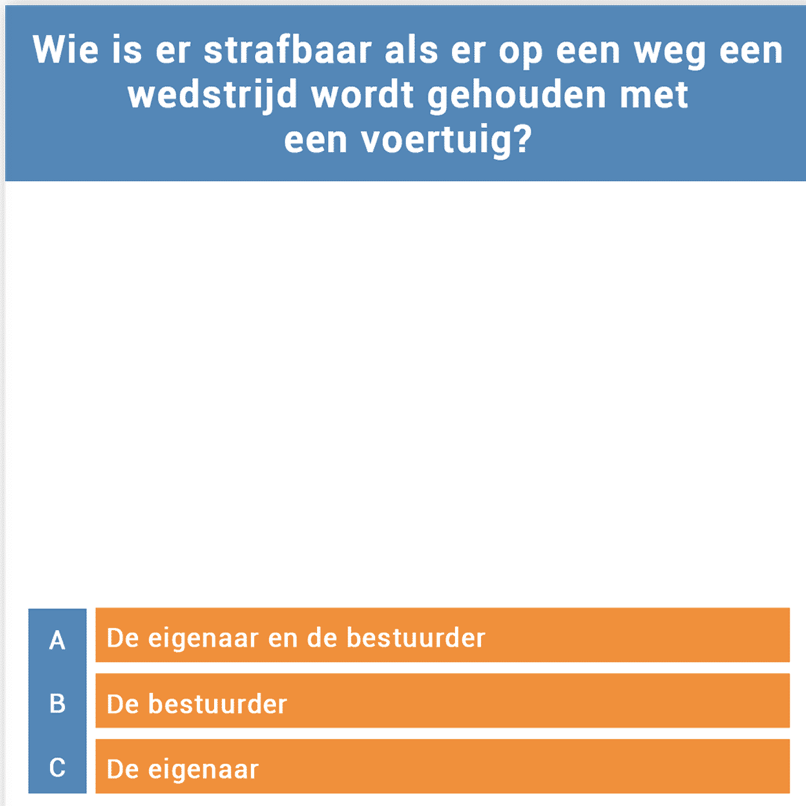 Wie is er strafbaar als er op een weg een
wedstrijd wordt gehouden met
een voertuig?
A De eigenaar en de bestuurder
B De bestuurder
C De eigenaar